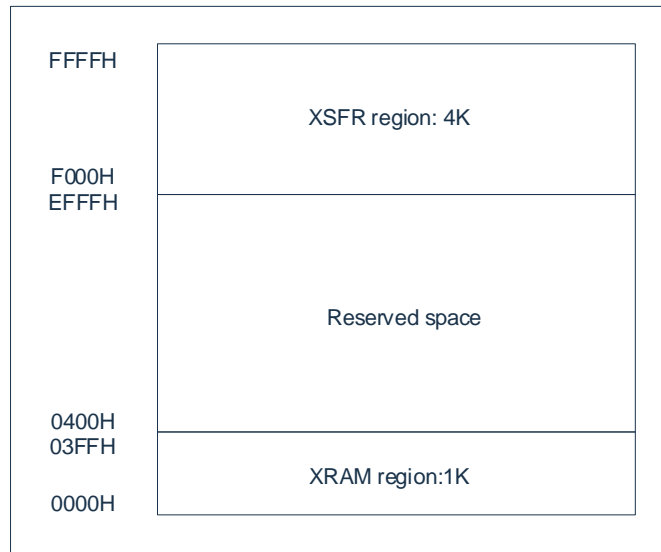 FFFFH
XSFR region: 4K
F000H
EFFFH
Reserved space
0400H
03FFH
XRAM region:1K
0000H